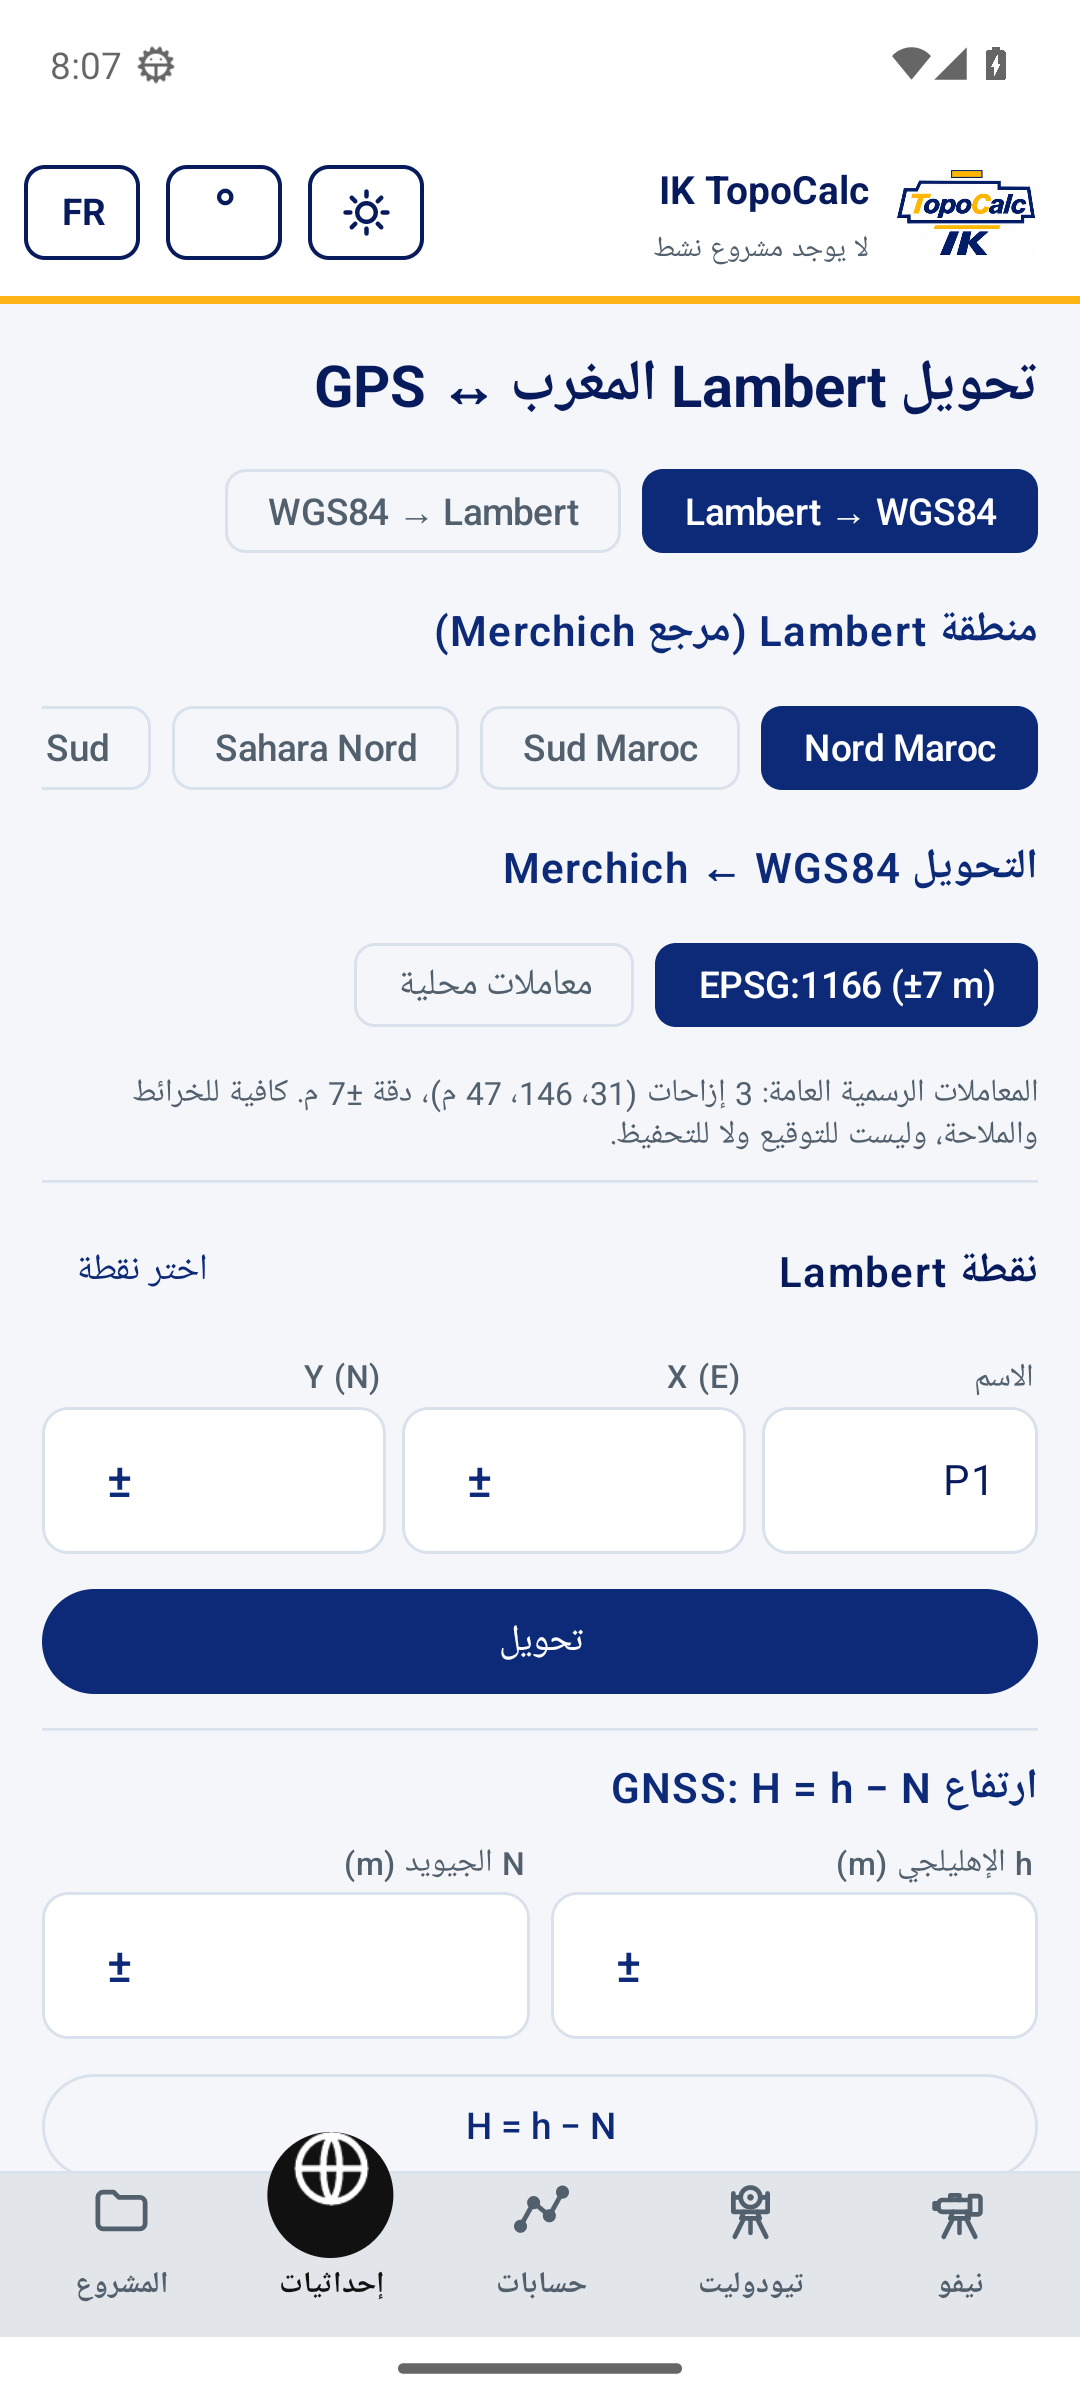 8:07
IK TopoCalc
TopoCalc
IK
لا يوجد مشروع نشط
°
FR
تحويل Lambert المغرب ↔ GPS
Lambert → WGS84
WGS84 → Lambert
منطقة Lambert (مرجع Merchich)
Nord Maroc
Sud Maroc
Sahara Nord
Sud
التحويل Merchich ← WGS84
EPSG:1166 (±7 m)
معاملات محلية
المعاملات الرسمية العامة: 3 إزاحات (31، 146، 47 م)، دقة ±7 م. كافية للخرائط
والملاحة، وليست للتوقيع ولا للتحفيظ.
نقطة Lambert
اختر نقطة
الاسم
X (E)
Y (N)
P1
±
±
تحويل
ارتفاع GNSS: H = h − N
h الإهليلجي (m)
N الجيويد (m)
±
±
H = h − N
نيفو
تيودوليت
حسابات
إحداثيات
المشروع